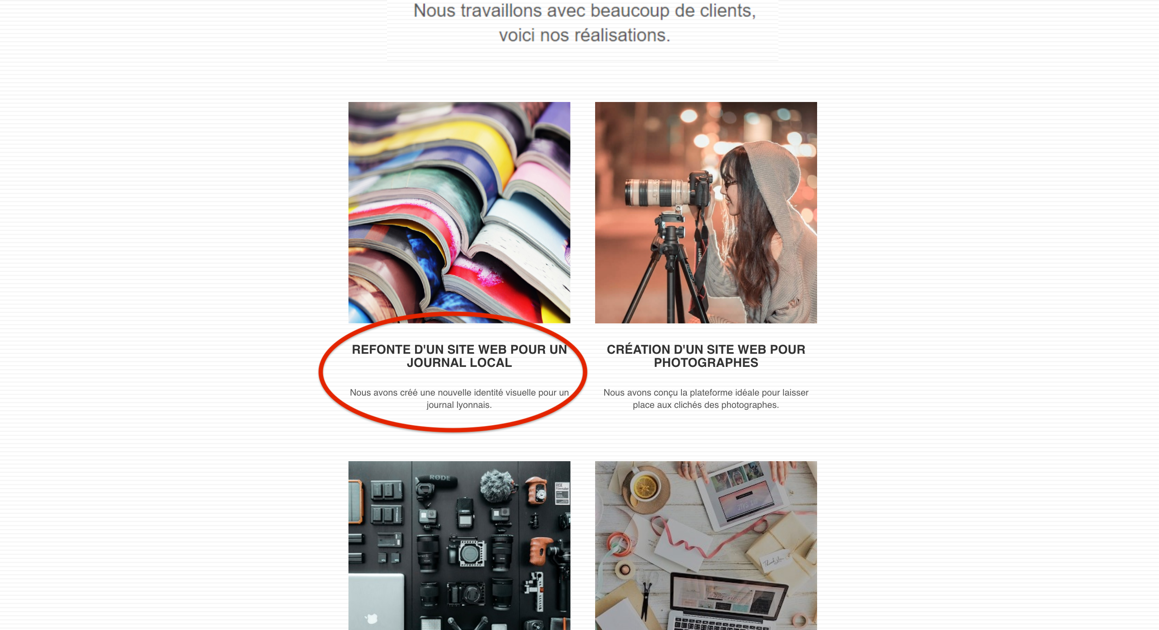 Nous travaillons avec beaucoup de clients,
voici nos réalisations.
REFONTE D'UN SITE WEB POUR UN
JOURNAL LOCAL
Nous avons créé une nouvelle identité visuelle pour un
journal lyonnais.
CRÉATION D'UN SITE WEB POUR
PHOTOGRAPHES
Nous avons conçu la plateforme idéale pour laisser
place aux clichés des photographes.
RODE